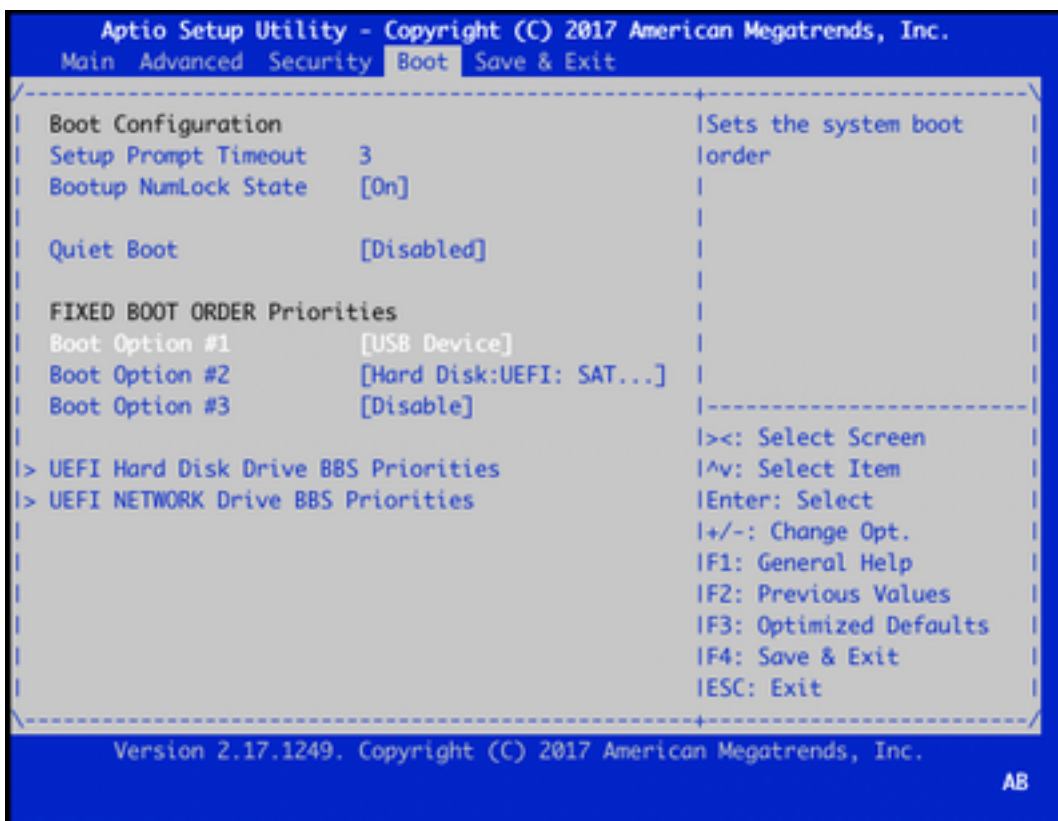 Aptio Setup Utility - Copyright (C) 2017 American Megatrends, Inc.
Main Advanced Security Boot Save & Exit
Boot Configuration
Setup Prompt Timeout 3
Bootup NumLock State [On]
Quiet Boot [Disabled]
FIXED BOOT ORDER Priorities
Boot Option #1 [USB Device]
Boot Option #2 [Hard Disk:UEFI: SAT...]
Boot Option #3 [Disable]
> UEFI Hard Disk Drive BBS Priorities
> UEFI NETWORK Drive BBS Priorities
Sets the system boot
order
><: Select Screen
^v: Select Item
Enter: Select
+/-: Change Opt.
F1: General Help
F2: Previous Values
F3: Optimized Defaults
F4: Save & Exit
ESC: Exit
Version 2.17.1249. Copyright (C) 2017 American Megatrends, Inc.
AB